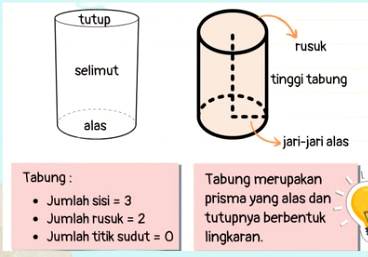 tutup
selimut
alas
rusuk
tinggi tabung
jari-jari alas
Tabung :
• Jumlah sisi = 3
• Jumlah rusuk = 2
• Jumlah titik sudut = 0
Tabung merupakan
prisma yang alas dan
tutupnya berbentuk
lingkaran.